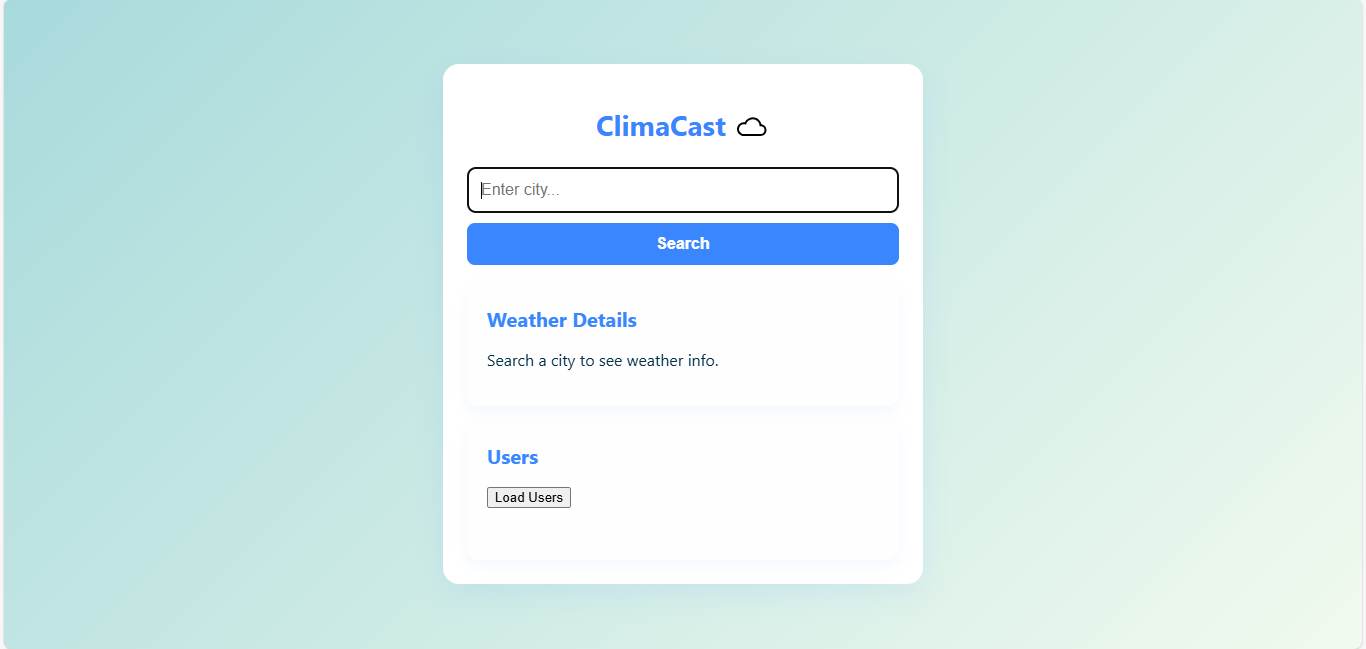 ClimaCast
Enter city...
Search
Weather Details
Search a city to see weather info.
Users
Load Users